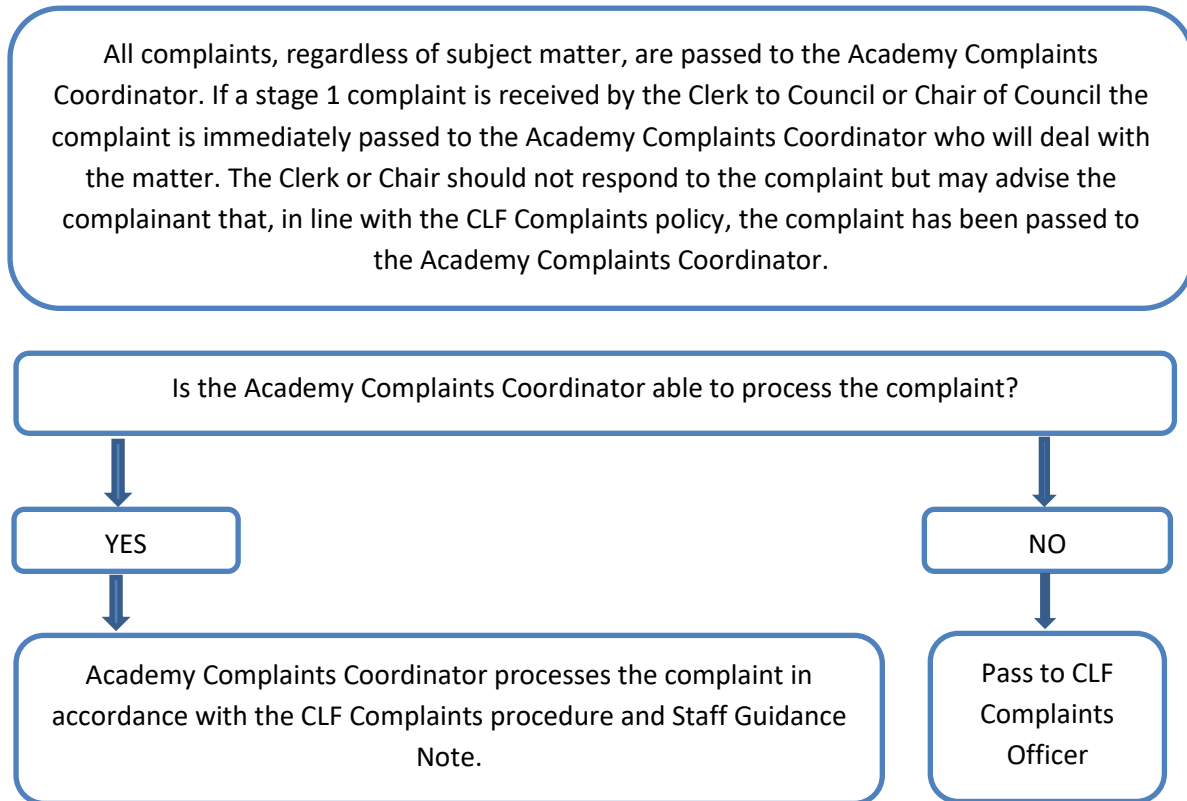 All complaints, regardless of subject matter, are passed to the Academy Complaints
Coordinator. If a stage 1 complaint is received by the Clerk to Council or Chair of Council the
complaint is immediately passed to the Academy Complaints Coordinator who will deal with
the matter. The Clerk or Chair should not respond to the complaint but may advise the
complainant that, in line with the CLF Complaints policy, the complaint has been passed to
the Academy Complaints Coordinator.
Is the Academy Complaints Coordinator able to process the complaint?
YES
NO
Academy Complaints Coordinator processes the complaint in
accordance with the CLF Complaints procedure and Staff Guidance
Note.
Pass to CLF
Complaints
Officer